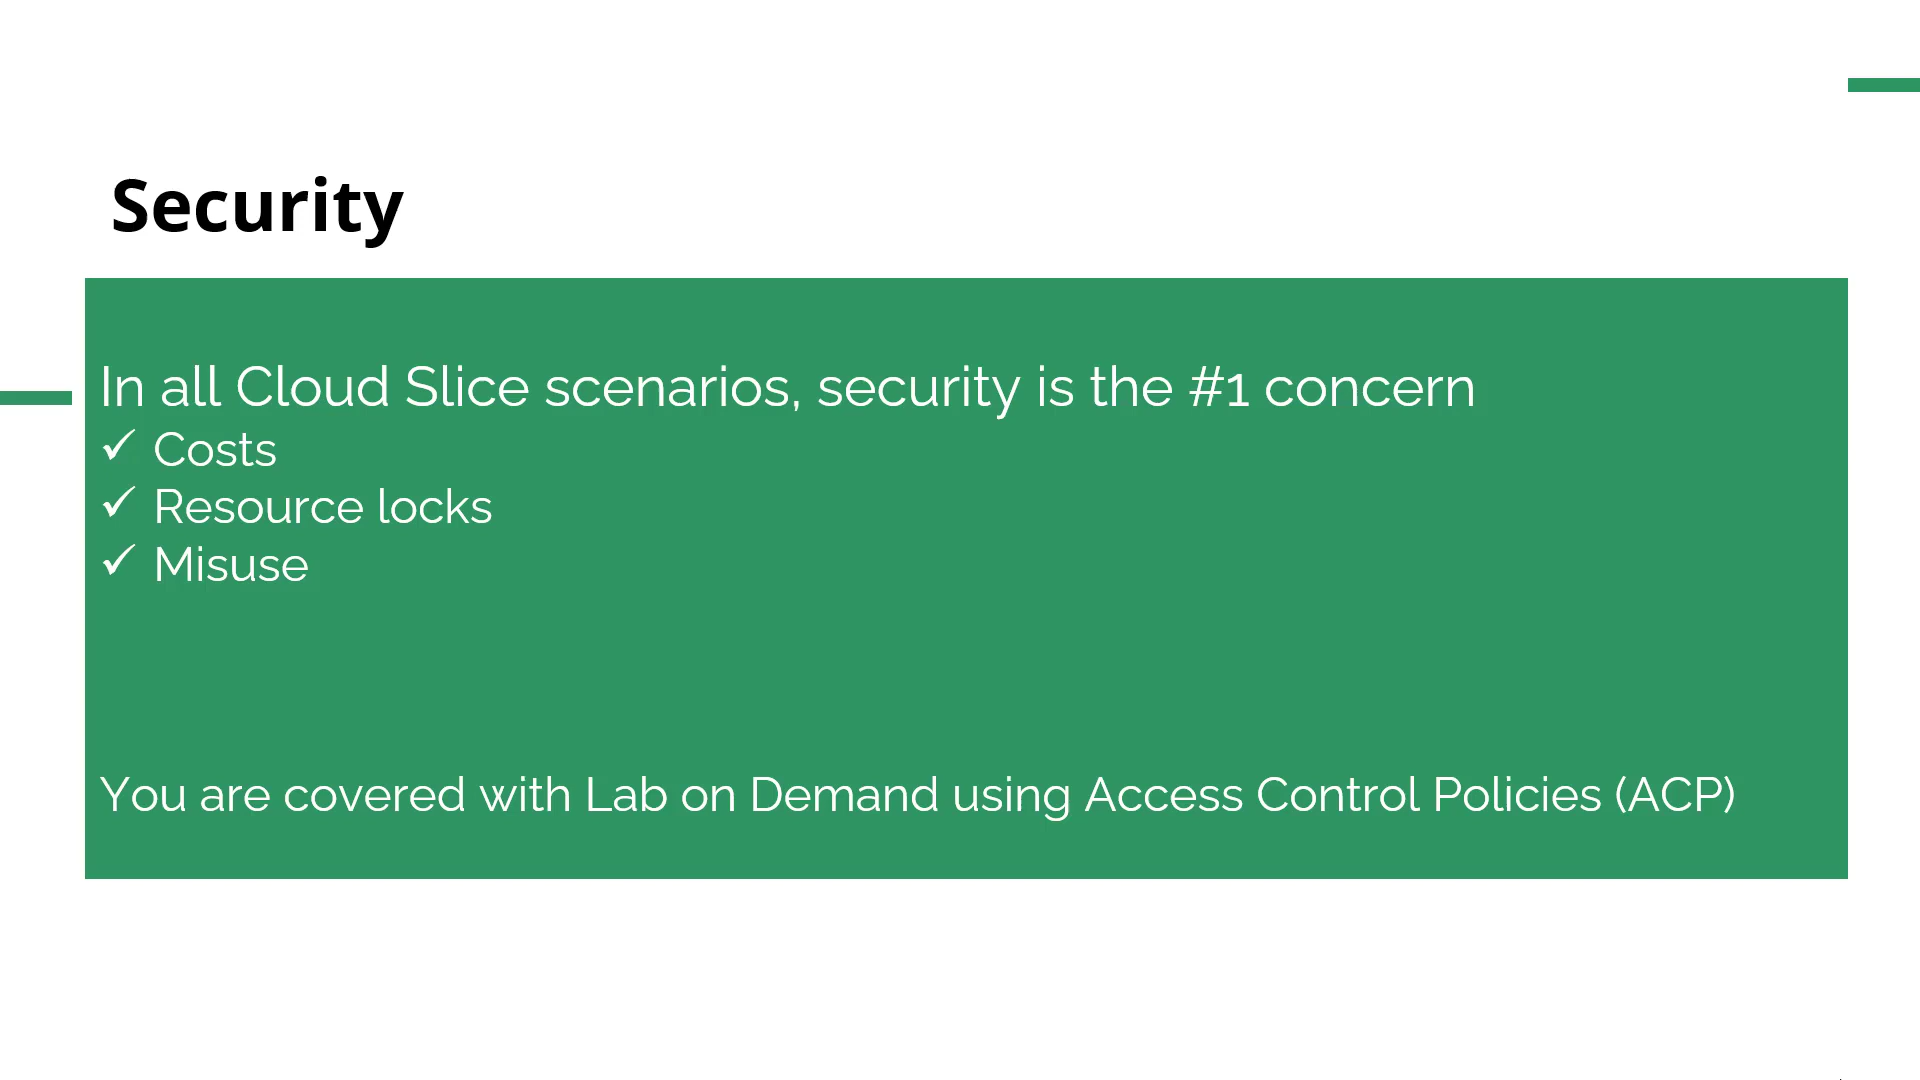 Security
In all Cloud Slice scenarios, security is the #1 concern
✓ Costs
✓ Resource locks
✓ Misuse
You are covered with Lab on Demand using Access Control Policies (ACP)